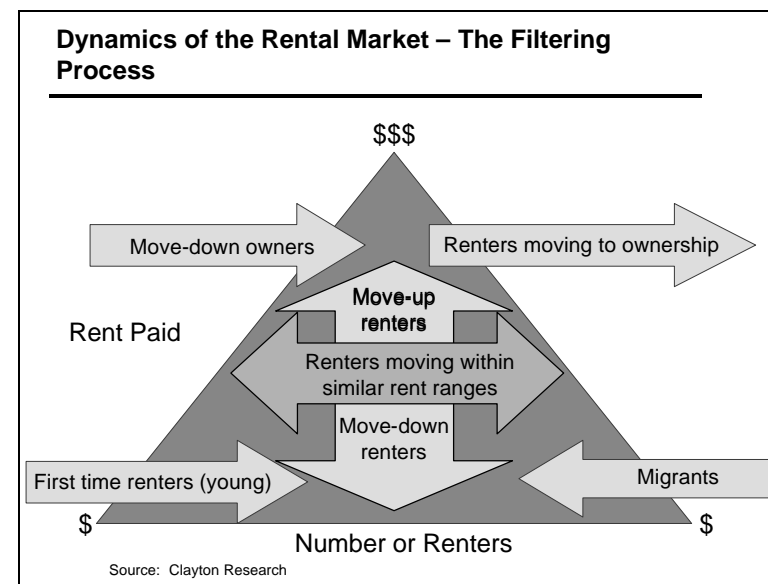 Dynamics of the Rental Market – The Filtering
Process
$$$
Move-down owners
Renters moving to ownership
Move-up
renters
Rent Paid
Renters moving within
similar rent ranges
Move-down
renters
First time renters (young)
Migrants
$
$
Number or Renters
Source: Clayton Research